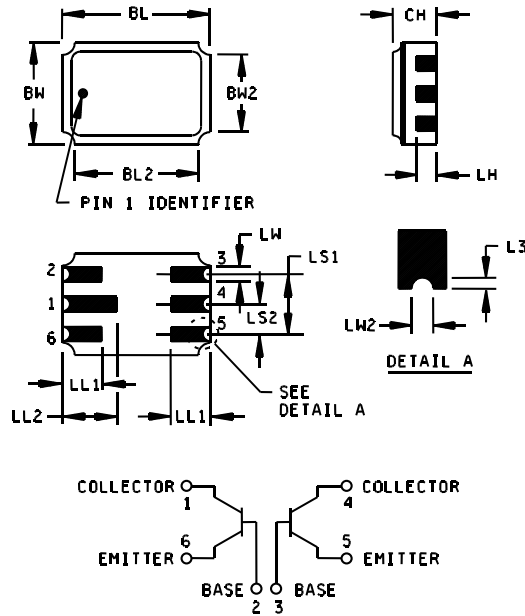 BL
CH
BW
BW2
BL2
LH
PIN 1 IDENTIFIER
LW
2
3
LS1
L3
1
4
LS2
6
5
LW2
LL1
SEE
DETAIL A
DETAIL A
LL2
LL1
COLLECTOR
1
COLLECTOR
4
6
EMITTER
5
EMITTER
BASE
2
3
BASE